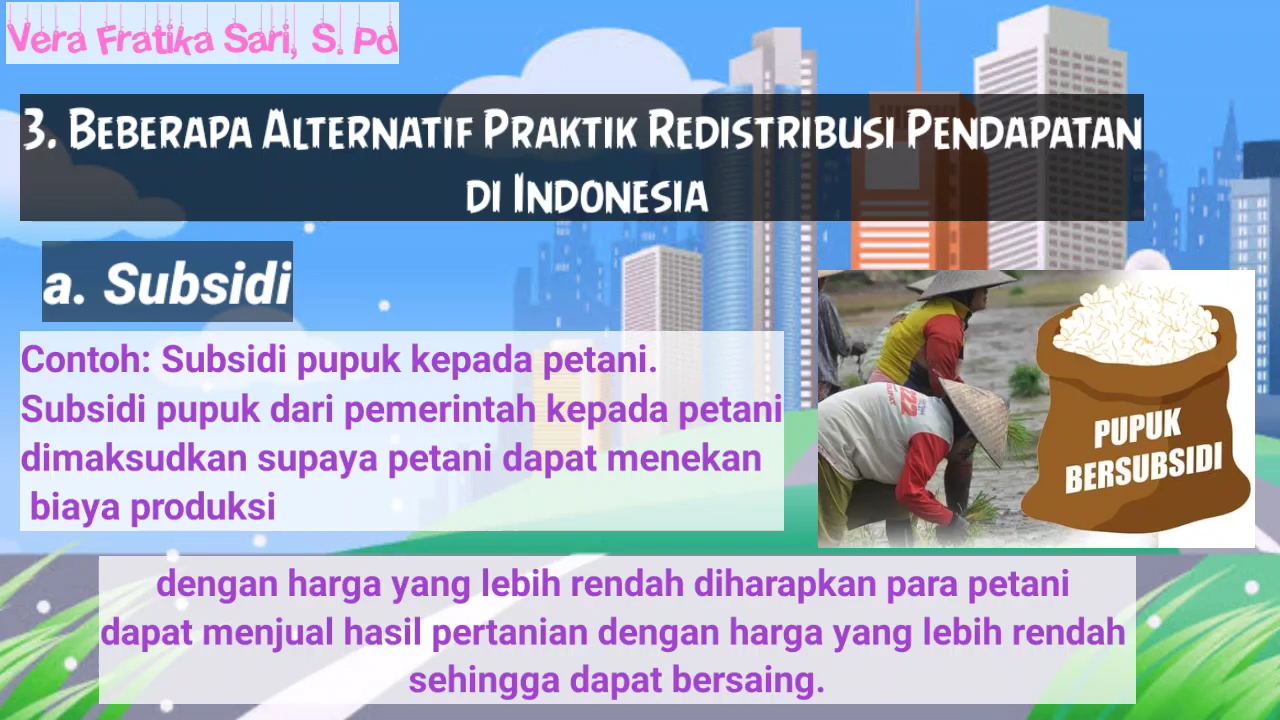 Vera Fratika Sari, S. Pd
3. Beberapa Alternatif Praktik Redistribusi Pendapatan
di Indonesia
a. Subsidi
Contoh: Subsidi pupuk kepada petani.
Subsidi pupuk dari pemerintah kepada petani
dimaksudkan supaya petani dapat menekan
biaya produksi
PUPUK
BERSUBSIDI
dengan harga yang lebih rendah diharapkan para petani
dapat menjual hasil pertanian dengan harga yang lebih rendah
sehingga dapat bersaing.